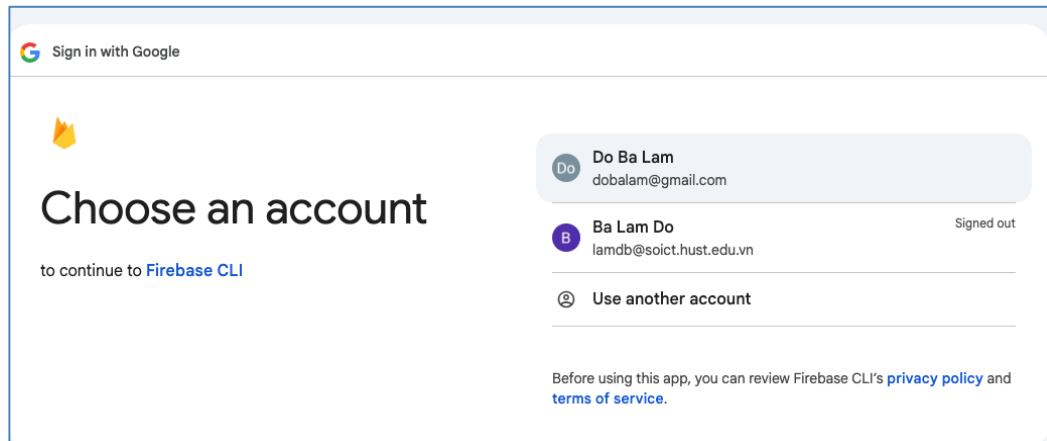 Sign in with Google
Choose an account
to continue to Firebase CLI
Do
Do Ba Lam
dobalam@gmail.com
B
Ba Lam Do
Signed out
lamdb@soict.hust.edu.vn
Use another account
Before using this app, you can review Firebase CLI’s privacy policy and
terms of service.